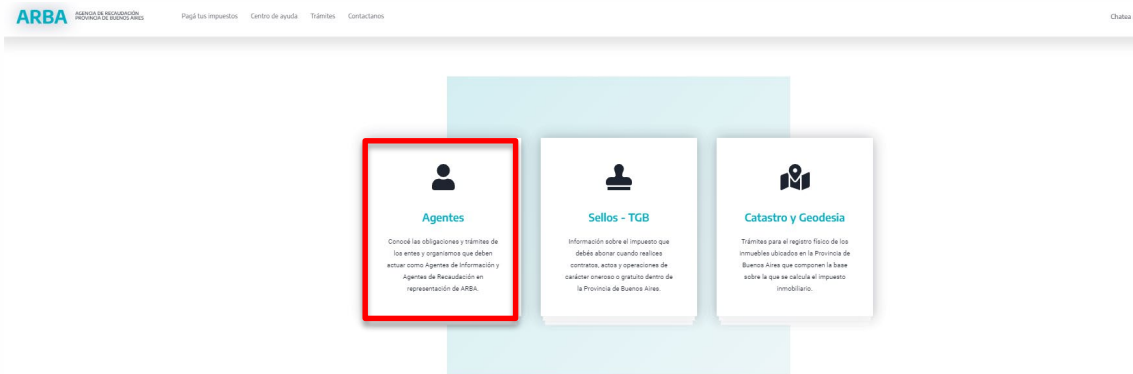 ARBA
AGENCIA DE RECAUDACIÓN
PROVINCIA DE BUENOS AIRES
Pagá tus impuestos Centro de ayuda Trámites Contactanos
Chatea
Agentes
Conocé las obligaciones y trámites de
los entes y organismos que deben
actuar como Agentes de Información y
Agentes de Recaudación en
representación de ARBA.
Sellos - TGB
Información sobre el impuesto que
debés abonar cuando realices
contratos, actos y operaciones de
carácter oneroso o gratuito dentro de
la Provincia de Buenos Aires.
Catastro y Geodesia
Trámites para el registro físico de los
inmuebles ubicados en la Provincia de
Buenos Aires que componen la base
sobre la que se calcula el impuesto
inmobiliario.